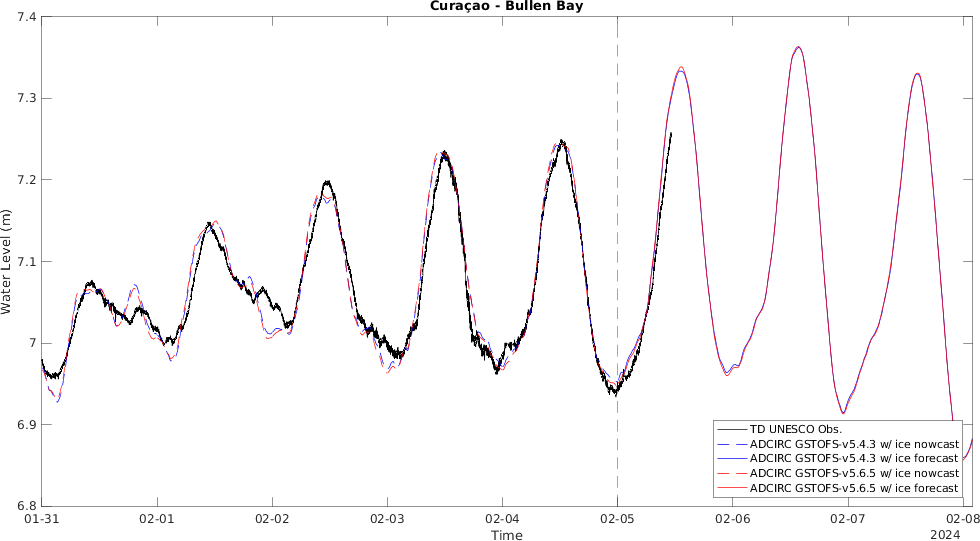 Curaçao - Bullen Bay
7.4
7.3
7.2
7.1
7
6.9
6.8
Water Level (m)
TD UNESCO Obs.
ADCIRC GSTOFS-v5.4.3 w/ ice nowcast
ADCIRC GSTOFS-v5.4.3 w/ ice forecast
ADCIRC GSTOFS-v5.6.5 w/ ice nowcast
ADCIRC GSTOFS-v5.6.5 w/ ice forecast
01-31 02-01 02-02 02-03 02-04 02-05 02-06 02-07 02-08
Time
2024